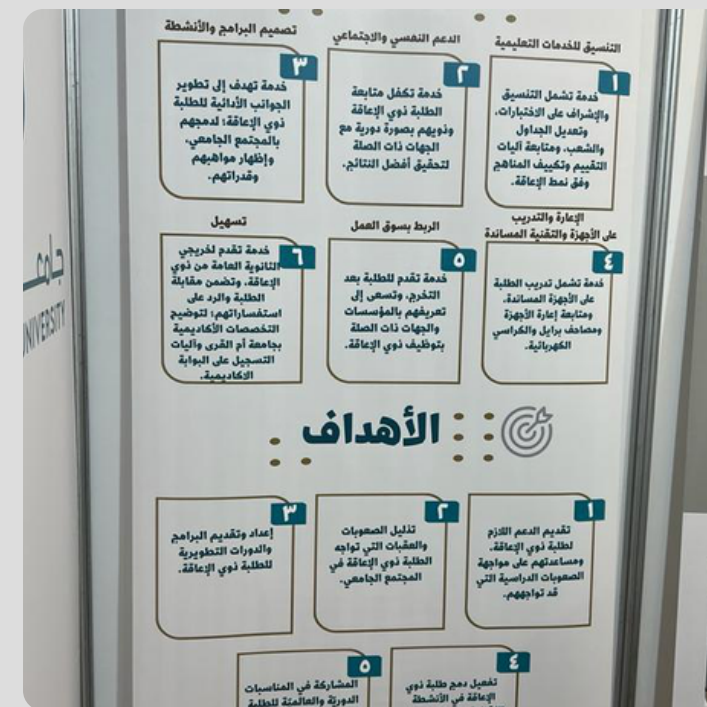 التنسيق للخدمات التعليمية
١
خدمة تشمل التنسيق
والإشراف على الاختبارات،
وتعديل الجداول
والشعب، ومتابعة آليات
التقييم وتكييف المناهج
وفق نمط الإعاقة.
الدعم النفسي والاجتماعي
٢
خدمة تكفل متابعة
الطلبة ذوي الإعاقة
وذويهم بصورة دورية مع
الجهات ذات الصلة
لتحقيق أفضل النتائج.
تصميم البرامج والأنشطة
٣
خدمة تهدف إلى تطوير
الجوانب الأدائية للطلبة
ذوي الإعاقة؛ لدمجهم
بالمجتمع الجامعي،
وإظهار مواهبهم
وقدراتهم.
الإعارة والتدريب
على الأجهزة والتقنية المساندة
٤
خدمة تشمل تدريب الطلبة
على الأجهزة المساندة،
ومتابعة إعارة الأجهزة
ومصاحف برايل والكراسي
الكهربائية.
الربط بسوق العمل
٥
خدمة تقدم للطلبة بعد
التخرج، وتسعى إلى
تعريفهم بالمؤسسات
والجهات ذات الصلة
بتوظيف ذوي الإعاقة.
تسهيل
٦
خدمة تقدم لخريجي
الثانوية العامة من ذوي
الإعاقة، وتضمن مقابلة
الطلبة والرد على
استفساراتهم؛ لتوضيح
التخصصات الأكاديمية
بجامعة أم القرى وآليات
التسجيل على البوابة
الأكاديمية.
الأهداف
١
تقديم الدعم اللازم
لطلبة ذوي الإعاقة،
ومساعدتهم على مواجهة
الصعوبات الدراسية التي
قد تواجههم.
٢
تذليل الصعوبات
والعقبات التي تواجه
الطلبة ذوي الإعاقة في
المجتمع الجامعي.
٣
إعداد وتقديم البرامج
والدورات التطويرية
للطلبة ذوي الإعاقة.
٤
تفعيل دمج طلبة ذوي
الإعاقة في الأنشطة
٥
المشاركة في المناسبات
الدورية والعالمية للطلبة
UNIVERSITY